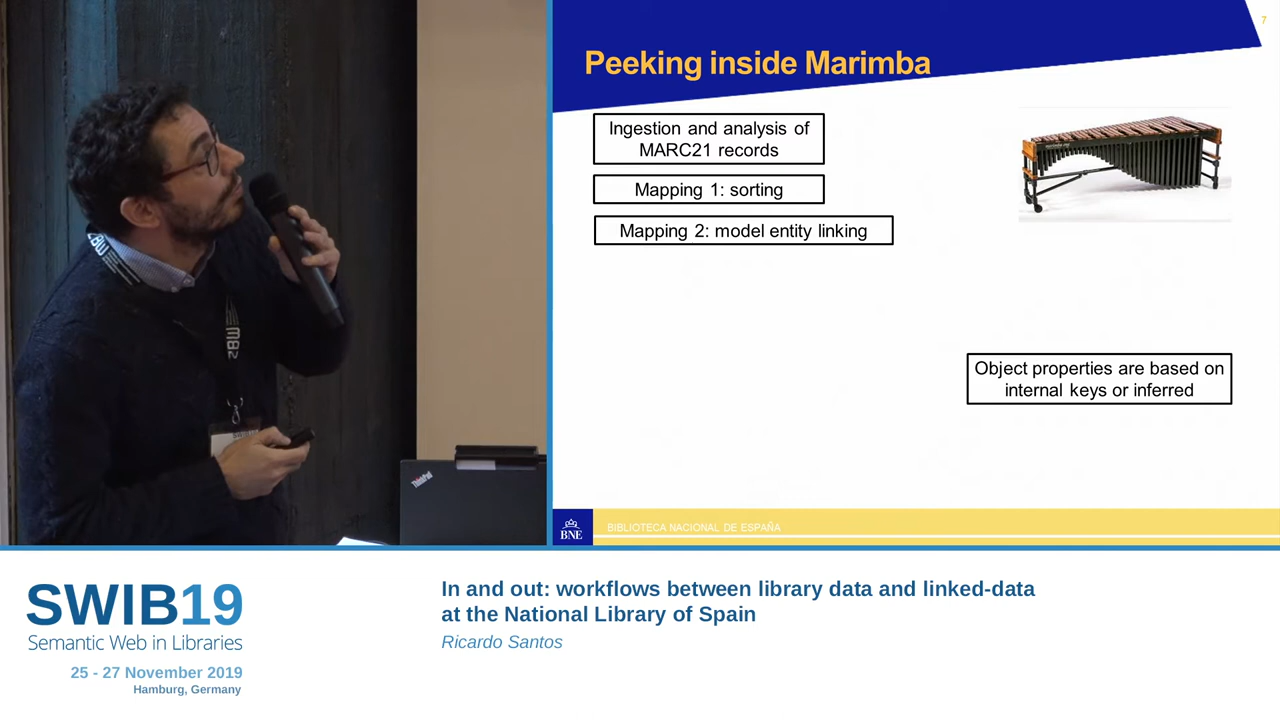 7
Peeking inside Marimba
Ingestion and analysis of
MARC21 records
Mapping 1: sorting
Mapping 2: model entity linking
Object properties are based on
internal keys or inferred
BNE
BIBLIOTECA NACIONAL DE ESPAÑA
ThinkPad
SWIB19
Semantic Web in Libraries
25 - 27 November 2019
Hamburg, Germany
In and out: workflows between library data and linked-data
at the National Library of Spain
Ricardo Santos